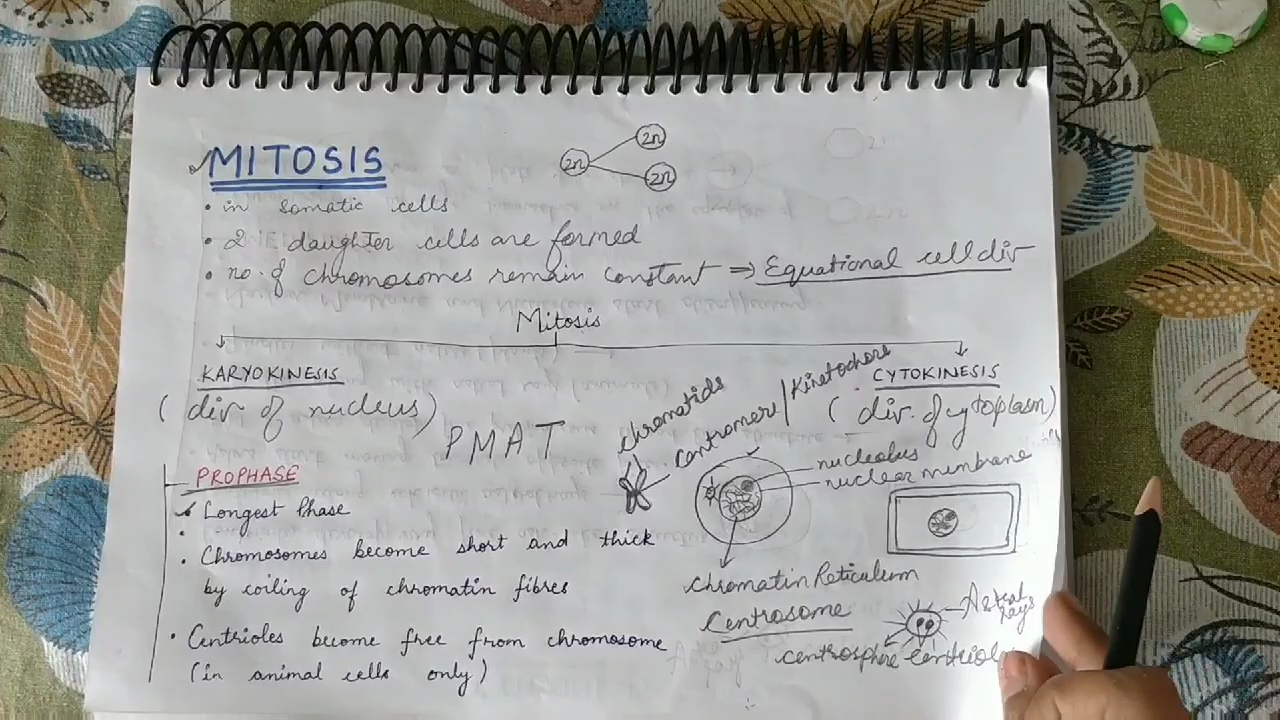 MITOSIS
2n 2n 2n
• in somatic cells
• 2 daughter cells are formed
• no. of chromosomes remain constant ⇒ Equational cell div
Mitosis
KARYOKINESIS
(div of nucleus)
PMAT
CYTOKINESIS
(div. of cytoplasm)
chromatids
Centromere/Kinetochore
nucleolus
nuclear membrane
Chromatin Reticulum
Centrosome
Astral rays
centrosphere
PROPHASE
• Longest Phase
• Chromosomes become short and thick
by coiling of chromatin fibres
• Centrioles become free from chromosome
(in animal cells only)